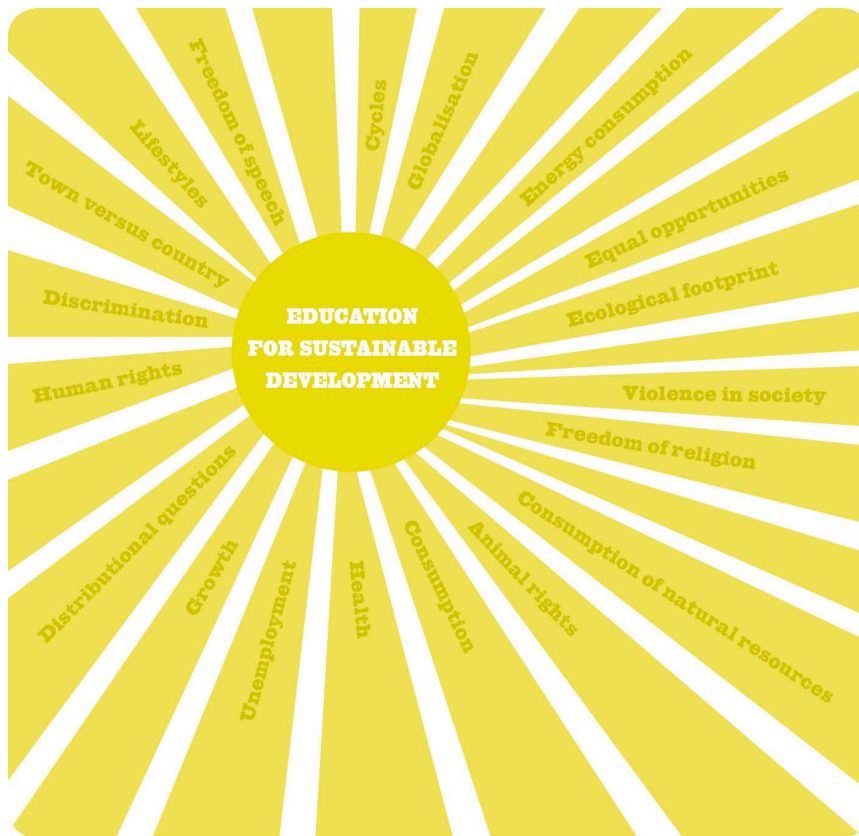 EDUCATION
FOR SUSTAINABLE
DEVELOPMENT
Cycles
Globalisation
Energy consumption
Equal opportunities
Ecological footprint
Violence in society
Freedom of religion
Consumption of natural resources
Animal rights
Consumption
Health
Unemployment
Growth
Distributional questions
Human rights
Discrimination
Town versus country
Lifestyles
Freedom of speech